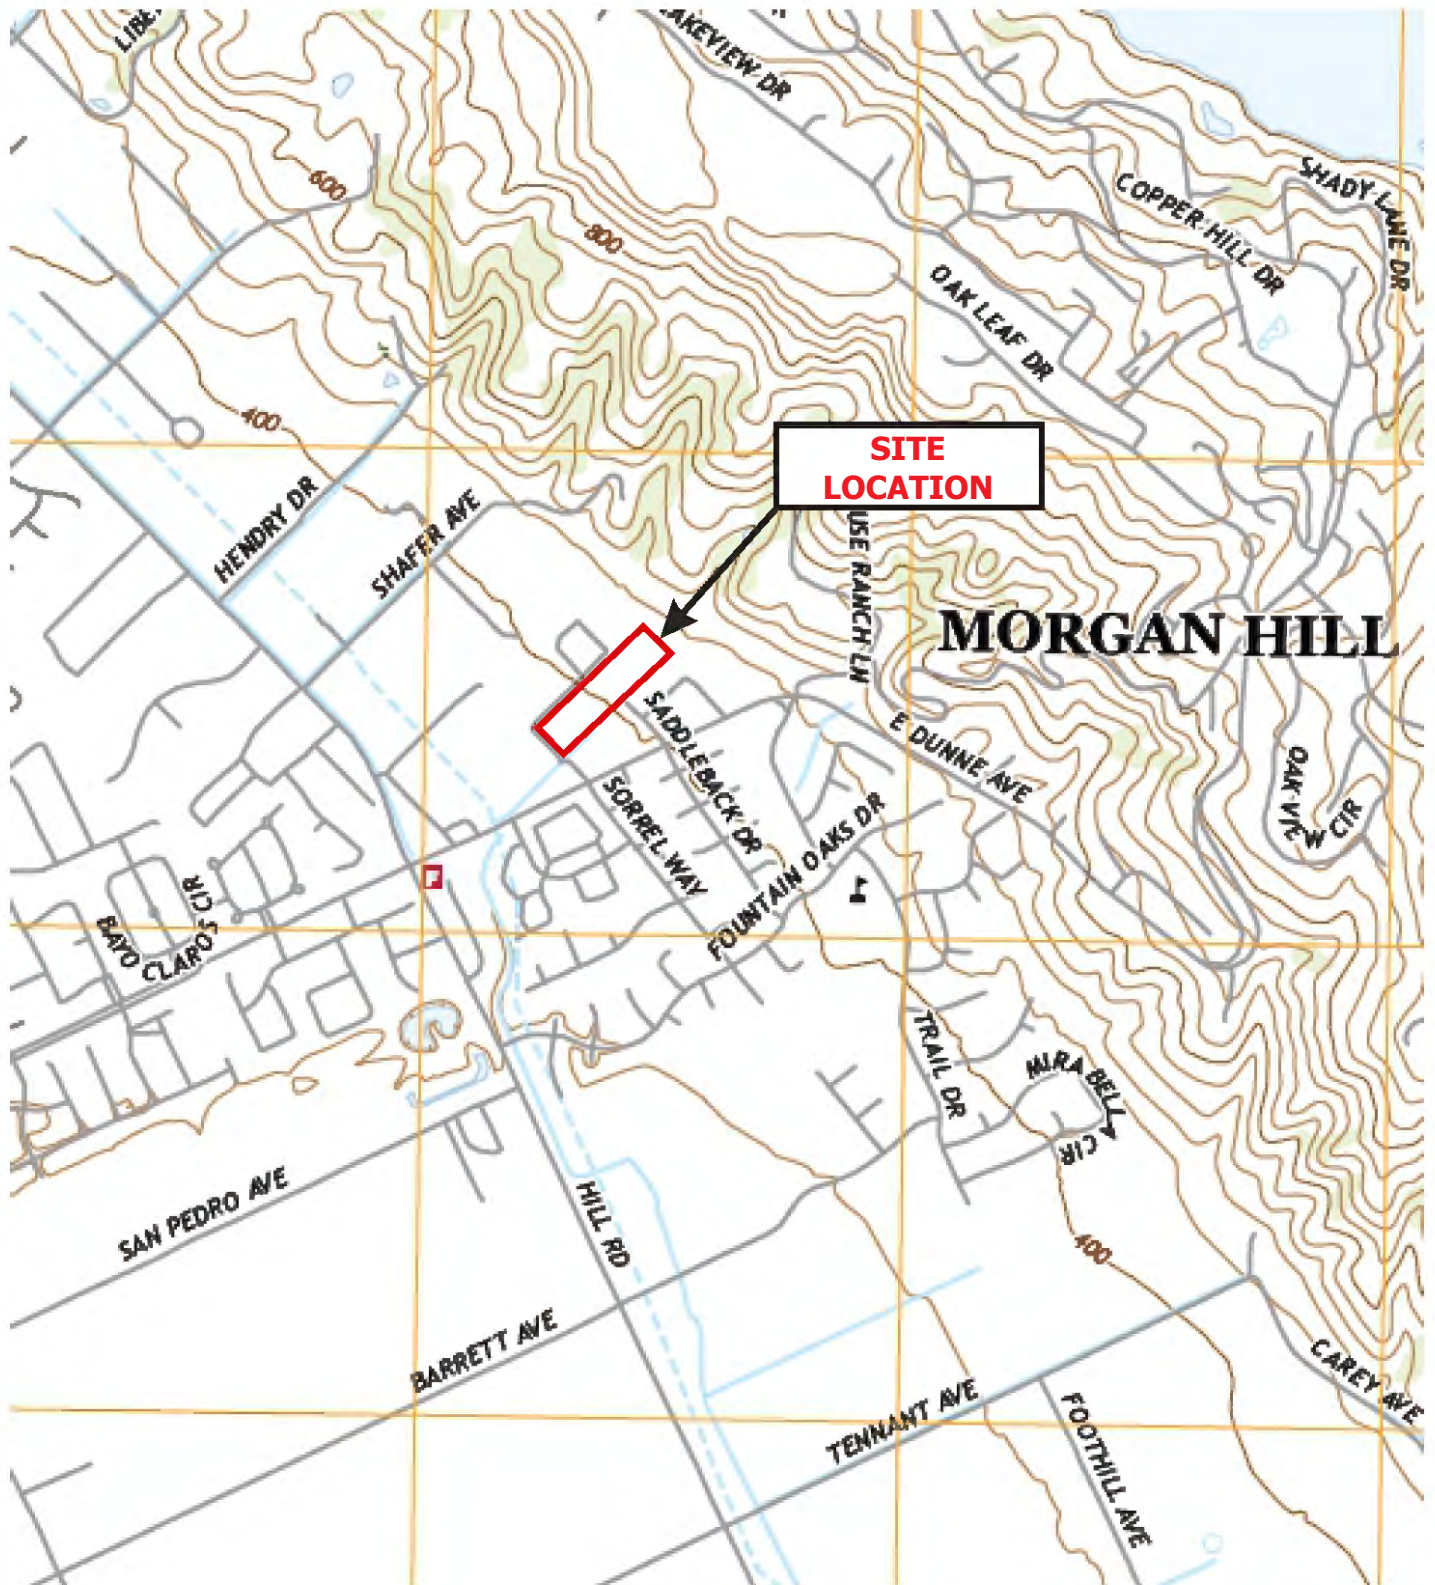 LAKEVIEW DR
SHADY LANE DR
COPPER HILL DR
600
800
OAK LEAF DR
400
SITE
LOCATION
HENDRY DR
SHAFER AVE
USE RANCH LN
MORGAN HILL
SADDLEBACK DR
E DUNNE AVE
SORREL WAY
OAK VIEW CIR
FOUNTAIN OAKS DR
BAYO CLAROS CIR
TRAIL DR
MIRA BELLA CIR
SAN PEDRO AVE
HILL RD
400
BARRETT AVE
CAREY AVE
TENNANT AVE
FOOTHILL AVE